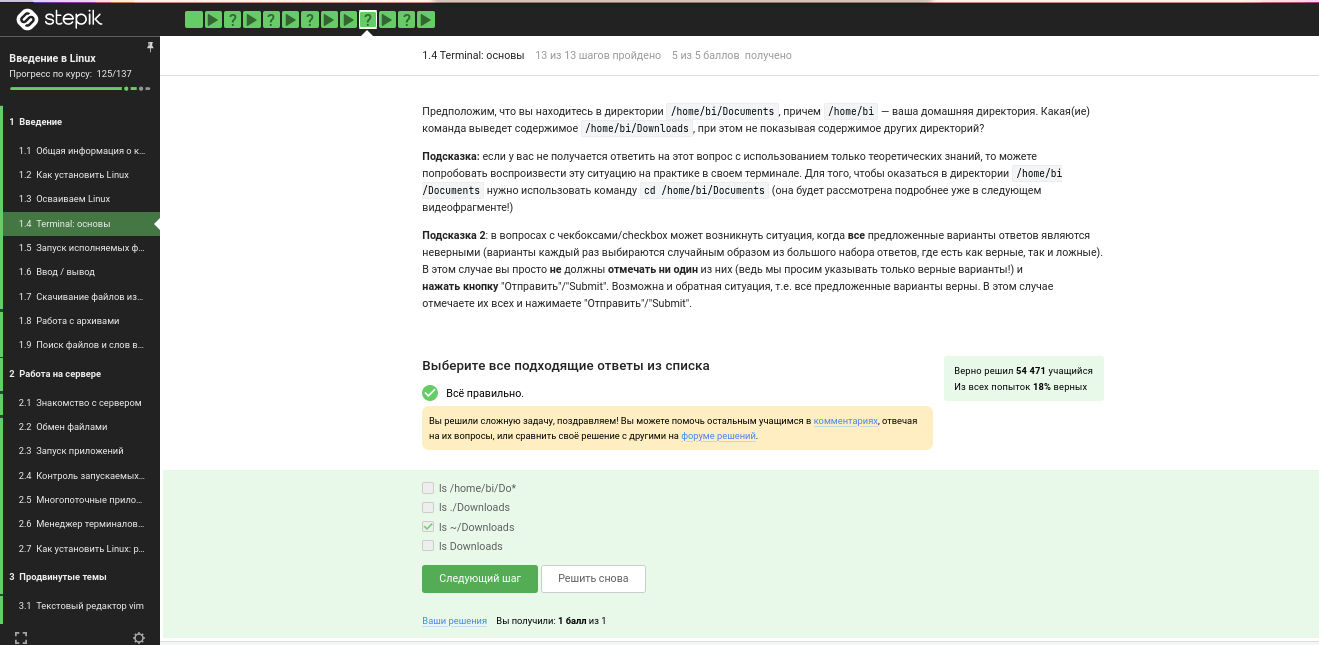 stepik
? ? ? ? ? ?
Введение в Linux
Прогресс по курсу: 125/137
1 Введение
1.1 Общая информация о к...
1.2 Как установить Linux
1.3 Осваиваем Linux
1.4 Terminal: основы
1.5 Запуск исполняемых ф...
1.6 Ввод / вывод
1.7 Скачивание файлов из...
1.8 Работа с архивами
1.9 Поиск файлов и слов в...
2 Работа на сервере
2.1 Знакомство с сервером
2.2 Обмен файлами
2.3 Запуск приложений
2.4 Контроль запускаемых...
2.5 Многопоточные прило...
2.6 Менеджер терминалов...
2.7 Как установить Linux: р...
3 Продвинутые темы
3.1 Текстовый редактор vim
1.4 Terminal: основы 13 из 13 шагов пройдено 5 из 5 баллов получено
Предположим, что вы находитесь в директории /home/bi/Documents , причем /home/bi — ваша домашняя директория. Какая(ие)
команда выведет содержимое /home/bi/Downloads , при этом не показывая содержимое других директорий?
Подсказка: если у вас не получается ответить на этот вопрос с использованием только теоретических знаний, то можете
попробовать воспроизвести эту ситуацию на практике в своем терминале. Для того, чтобы оказаться в директории /home/bi
/Documents нужно использовать команду cd /home/bi/Documents (она будет рассмотрена подробнее уже в следующем
видеофрагменте!)
Подсказка 2: в вопросах с чекбоксами/checkbox может возникнуть ситуация, когда все предложенные варианты ответов являются
неверными (варианты каждый раз выбираются случайным образом из большого набора ответов, где есть как верные, так и ложные).
В этом случае вы просто не должны отмечать ни один из них (ведь мы просим указывать только верные варианты!) и
нажать кнопку "Отправить"/"Submit". Возможна и обратная ситуация, т.е. все предложенные варианты верны. В этом случае
отмечаете их всех и нажимаете "Отправить"/"Submit".
Выберите все подходящие ответы из списка
Всё правильно.
Вы решили сложную задачу, поздравляем! Вы можете помочь остальным учащимся в комментариях, отвечая
на их вопросы, или сравнить своё решение с другими на форуме решений.
Верно решил 54 471 учащийся
Из всех попыток 18% верных
ls /home/bi/Do*
ls ./Downloads
ls ~/Downloads
ls Downloads
Следующий шаг Решить снова
Ваши решения Вы получили: 1 балл из 1